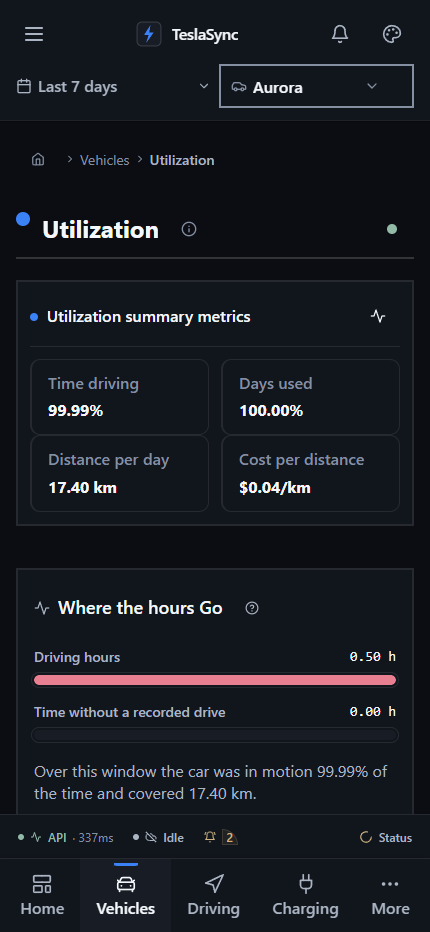 TeslaSync
Last 7 days
Aurora
Vehicles
Utilization
Utilization
Utilization summary metrics
Time driving
99.99%
Days used
100.00%
Distance per day
17.40 km
Cost per distance
$0.04/km
Where the hours Go
Driving hours
0.50 h
Time without a recorded drive
0.00 h
Over this window the car was in motion 99.99% of
the time and covered 17.40 km.
API · 337ms
Idle
2
Status
Home
Vehicles
Driving
Charging
More